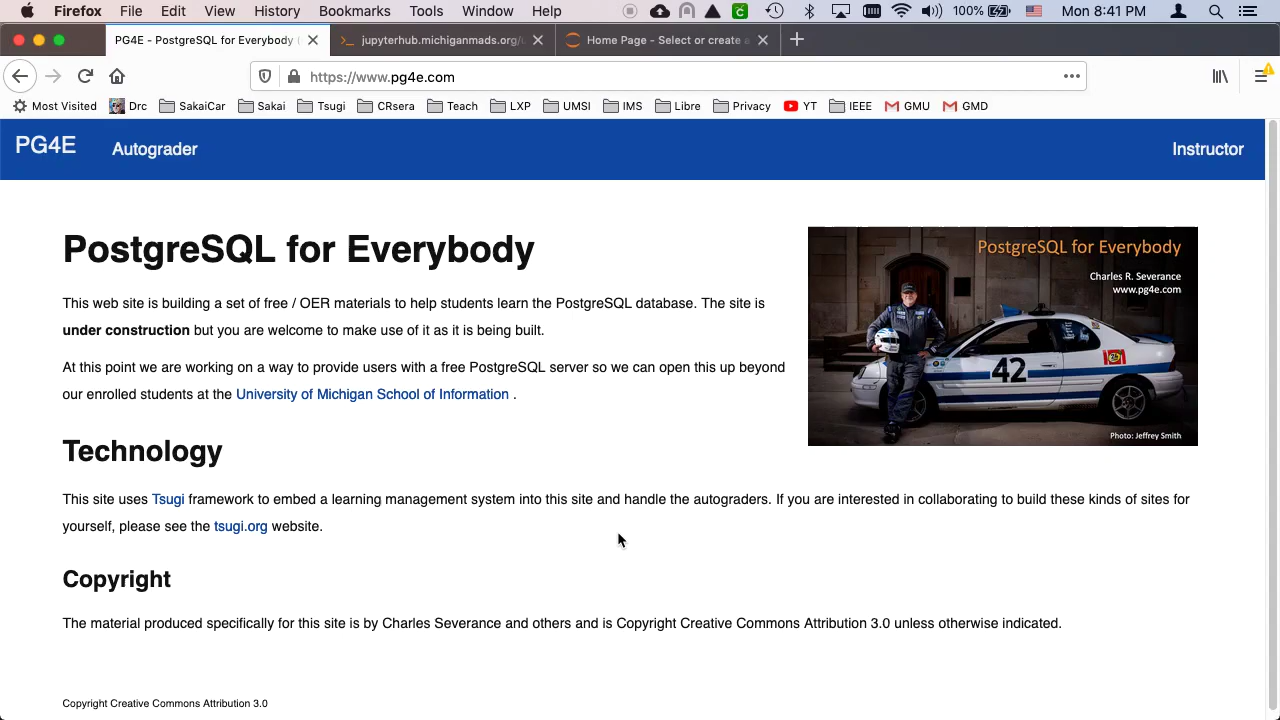 Firefox File Edit View History Bookmarks Tools Window Help 100% Mon 8:41 PM
PG4E - PostgreSQL for Everybody ( jupyterhub.michiganmads.org/u Home Page - Select or create a
https://www.pg4e.com
Most Visited Drc SakaiCar Sakai Tsugi CRsera Teach LXP UMSI IMS Libre Privacy YT IEEE GMU GMD
PG4E Autograder Instructor
PostgreSQL for Everybody
This web site is building a set of free / OER materials to help students learn the PostgreSQL database. The site is
under construction but you are welcome to make use of it as it is being built.
At this point we are working on a way to provide users with a free PostgreSQL server so we can open this up beyond
our enrolled students at the University of Michigan School of Information .
PostgreSQL for Everybody
Charles R. Severance
www.pg4e.com
42
Photo: Jeffrey Smith
Technology
This site uses Tsugi framework to embed a learning management system into this site and handle the autograders. If you are interested in collaborating to build these kinds of sites for
yourself, please see the tsugi.org website.
Copyright
The material produced specifically for this site is by Charles Severance and others and is Copyright Creative Commons Attribution 3.0 unless otherwise indicated.
Copyright Creative Commons Attribution 3.0